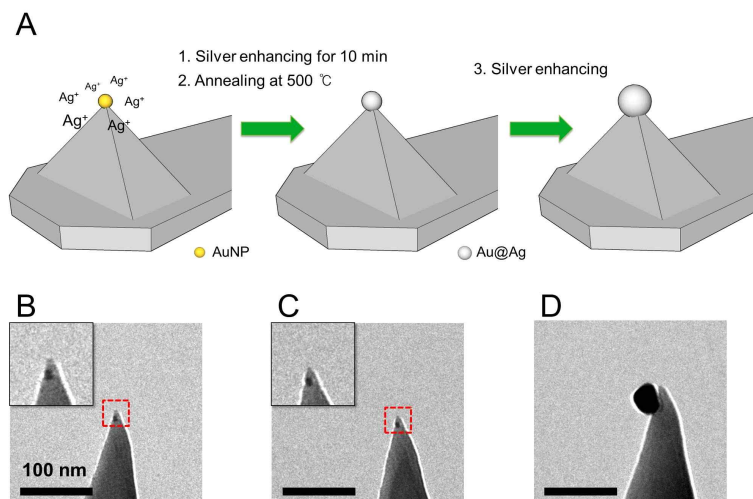 A
1. Silver enhancing for 10 min
2. Annealing at 500 ℃
3. Silver enhancing
Ag⁺ Ag⁺ Ag⁺
Ag⁺ Ag⁺
Ag⁺ Ag⁺
AuNP
Au@Ag
B
C
D
100 nm